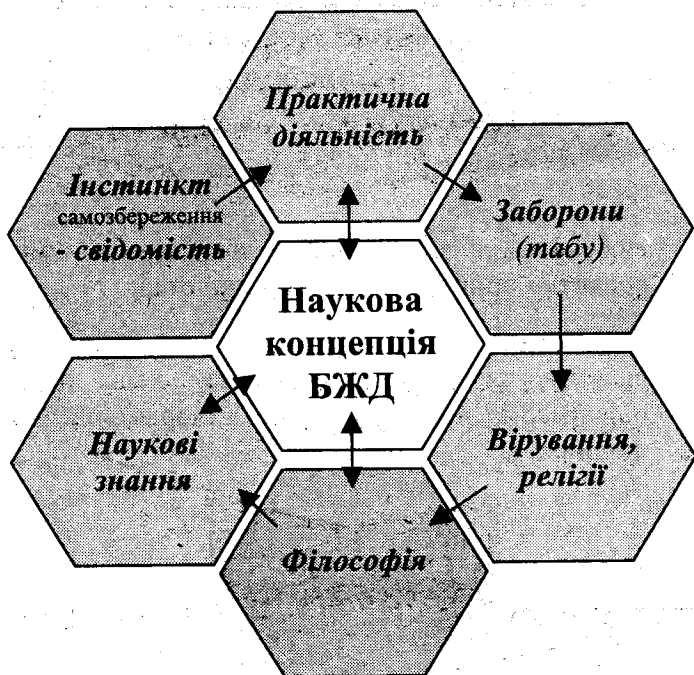 Практична
діяльність
Інстинкт
самозбереження
- свідомість
Заборони
(табу)
Наукова
концепція
БЖД
Наукові
знання
Вірування,
релігії
Філософія